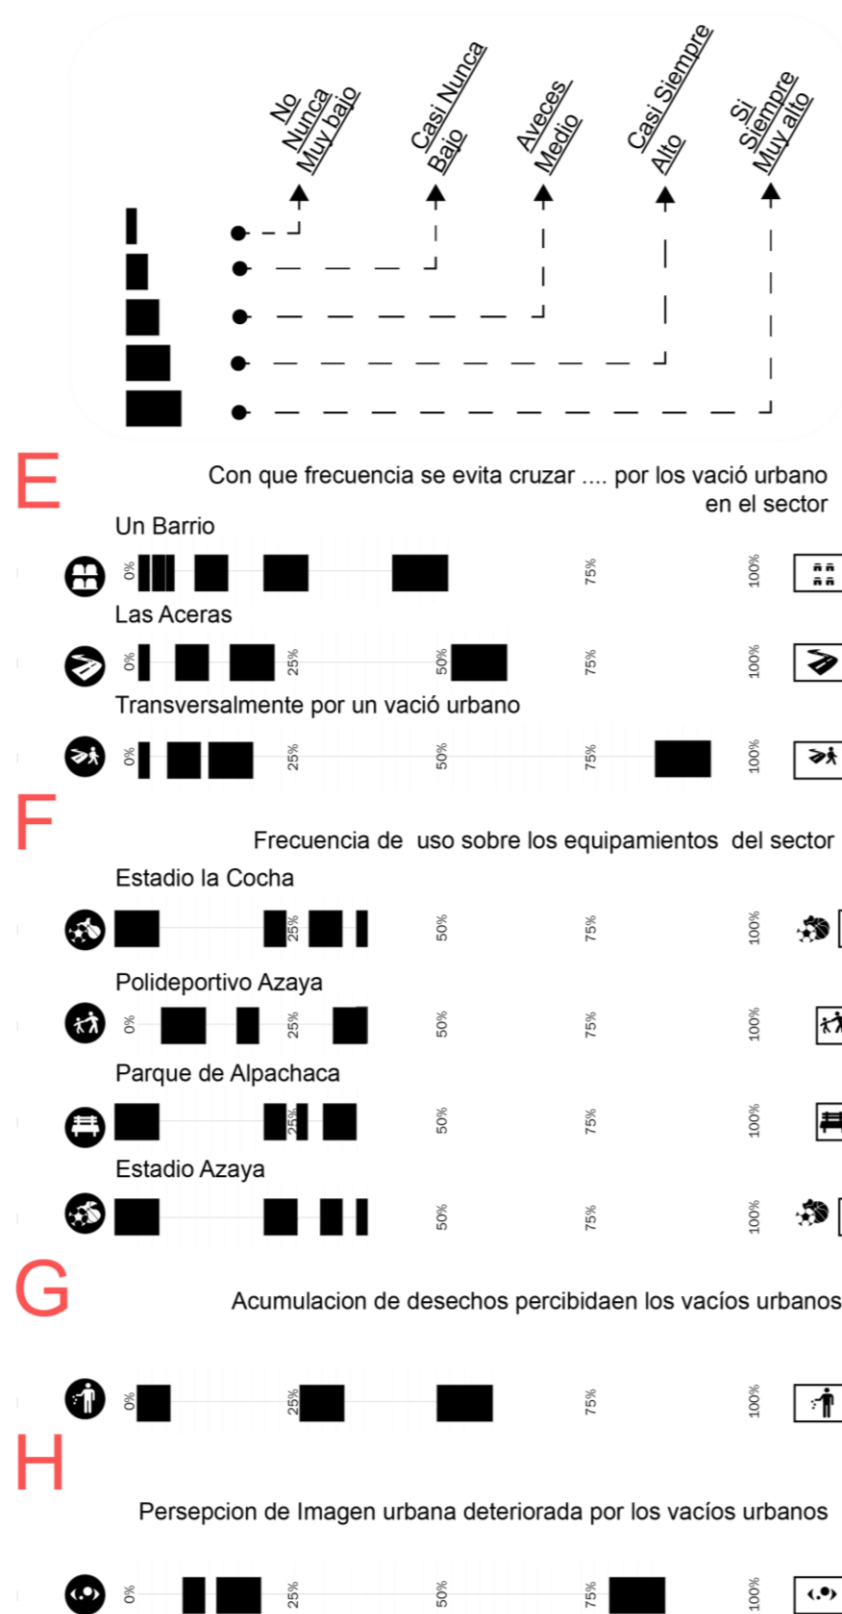 No
Nunca
Muy bajo
Casi Nunca
Bajo
Aveces
Medio
Casi Siempre
Alto
Si
Siempre
Muy alto
E
Con que frecuencia se evita cruzar .... por los vació urbano
en el sector
Un Barrio
0% 75% 100%
Las Aceras
0% 25% 50% 75% 100%
Transversalmente por un vació urbano
0% 25% 50% 75% 100%
F
Frecuencia de uso sobre los equipamientos del sector
Estadio la Cocha
25% 50% 75% 100%
Polideportivo Azaya
0% 25% 50% 75% 100%
Parque de Alpachaca
25% 50% 75% 100%
Estadio Azaya
50% 75% 100%
G
Acumulacion de desechos percibidaen los vacíos urbanos
0% 25% 75% 100%
H
Persepcion de Imagen urbana deteriorada por los vacíos urbanos
0% 25% 50% 75% 100%